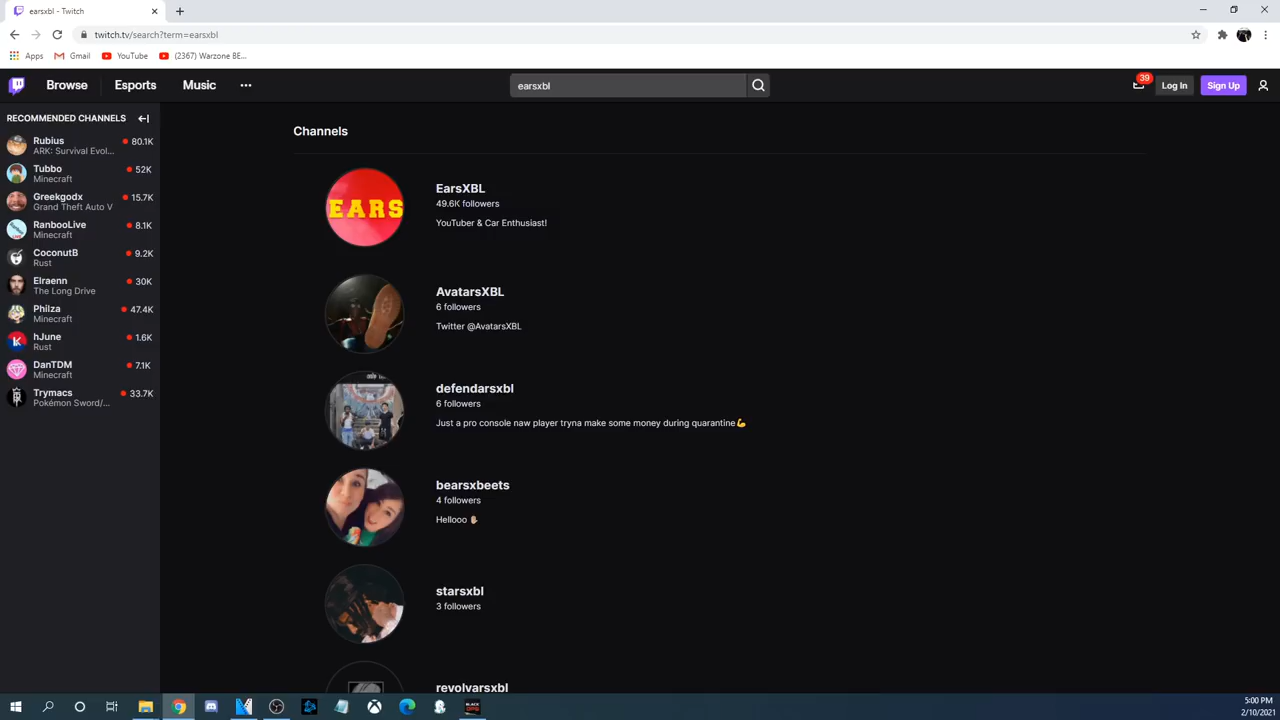 earsxbl - Twitch
twitch.tv/search?term=earsxbl
Apps
Gmail
YouTube
(2367) Warzone BE...
Browse
Esports
Music
earsxbl
39
Log In
Sign Up
RECOMMENDED CHANNELS
Rubius
80.1K
ARK: Survival Evol...
Tubbo
52K
Minecraft
Greekgodx
15.7K
Grand Theft Auto V
RanbooLive
8.1K
Minecraft
CoconutB
9.2K
Rust
Elraenn
30K
The Long Drive
Philza
47.4K
Minecraft
hJune
1.6K
Rust
DanTDM
7.1K
Minecraft
Trymacs
33.7K
Pokémon Sword/...
Channels
EARS
EarsXBL
49.6K followers
YouTuber & Car Enthusiast!
AvatarsXBL
6 followers
Twitter @AvatarsXBL
defendarsxbl
6 followers
Just a pro console naw player tryna make some money during quarantine💪
bearsxbeets
4 followers
Hellooo ✋🏼
starsxbl
3 followers
revolvarsxbl
BLACK
OPS
5:00 PM
2/10/2021